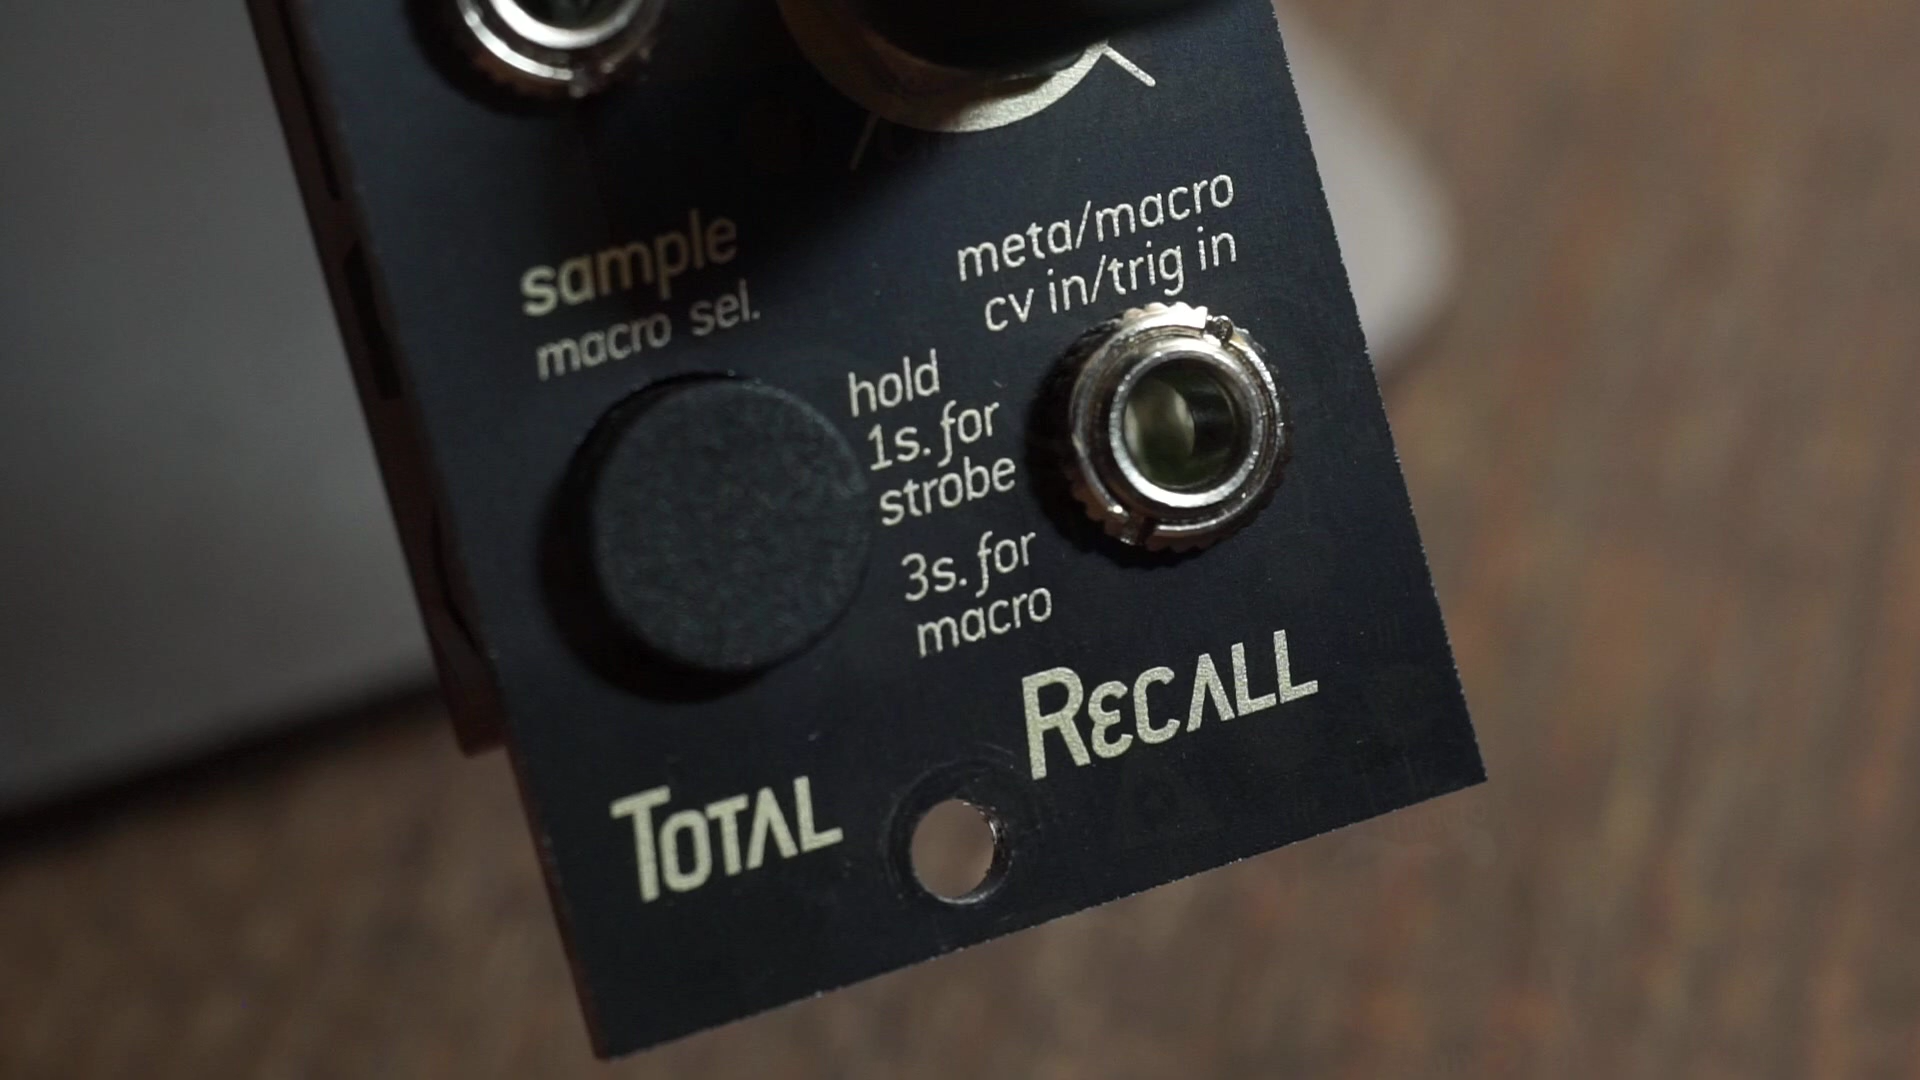 sample
macro sel.
meta/macro
cv in/trig in
hold
1s. for
strobe
3s. for
macro
TOTAL
RECALL